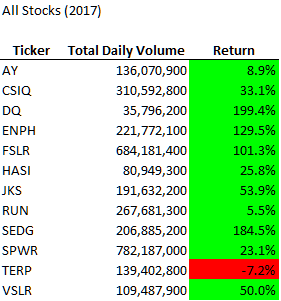 All Stocks (2017)
Ticker Total Daily Volume Return
AY 136,070,900 8.9%
CSIQ 310,592,800 33.1%
DQ 35,796,200 199.4%
ENPH 221,772,100 129.5%
FSLR 684,181,400 101.3%
HASI 80,949,300 25.8%
JKS 191,632,200 53.9%
RUN 267,681,300 5.5%
SEDG 206,885,200 184.5%
SPWR 782,187,000 23.1%
TERP 139,402,800 -7.2%
VSLR 109,487,900 50.0%